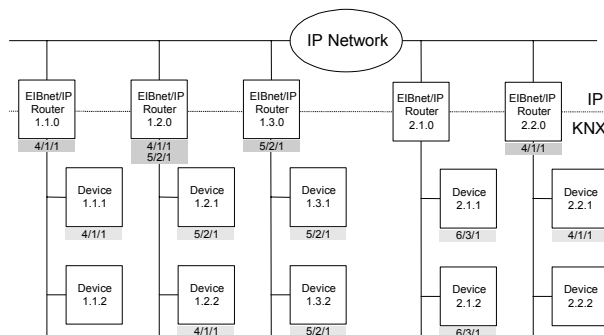 IP Network
EIBnet/IP
Router
1.1.0
EIBnet/IP
Router
1.2.0
EIBnet/IP
Router
1.3.0
EIBnet/IP
Router
2.1.0
EIBnet/IP
Router
2.2.0
IP
KNX
4/1/1
4/1/1
5/2/1
5/2/1
4/1/1
Device
1.1.1
Device
1.2.1
Device
1.3.1
Device
2.1.1
Device
2.2.1
4/1/1
5/2/1
5/2/1
6/3/1
4/1/1
Device
1.1.2
Device
1.2.2
Device
1.3.2
Device
2.1.2
Device
2.2.2
4/1/1
5/2/1
6/3/1